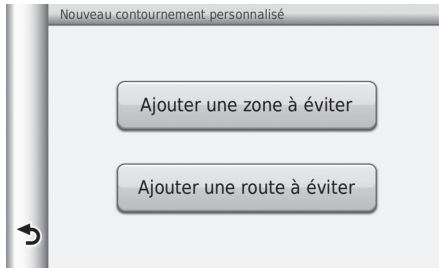 Nouveau contournement personnalisé
Ajouter une zone à éviter
Ajouter une route à éviter